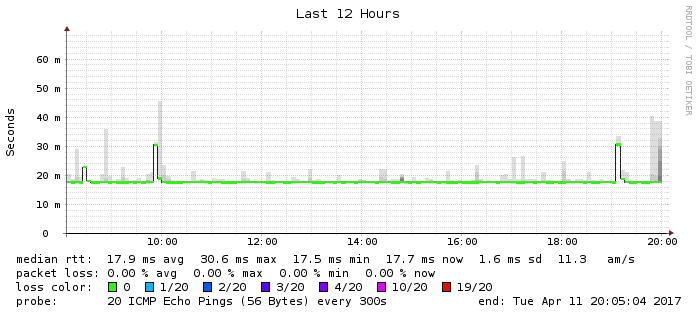 Last 12 Hours
RRDTOOL / TOBI OETIKER
Seconds
60 m
50 m
40 m
30 m
20 m
10 m
0
10:00 12:00 14:00 16:00 18:00 20:00
median rtt: 17.9 ms avg 30.6 ms max 17.5 ms min 17.7 ms now 1.6 ms sd 11.3 am/s
packet loss: 0.00 % avg 0.00 % max 0.00 % min 0.00 % now
loss color: 0 1/20 2/20 3/20 4/20 10/20 19/20
probe: 20 ICMP Echo Pings (56 Bytes) every 300s end: Tue Apr 11 20:05:04 2017